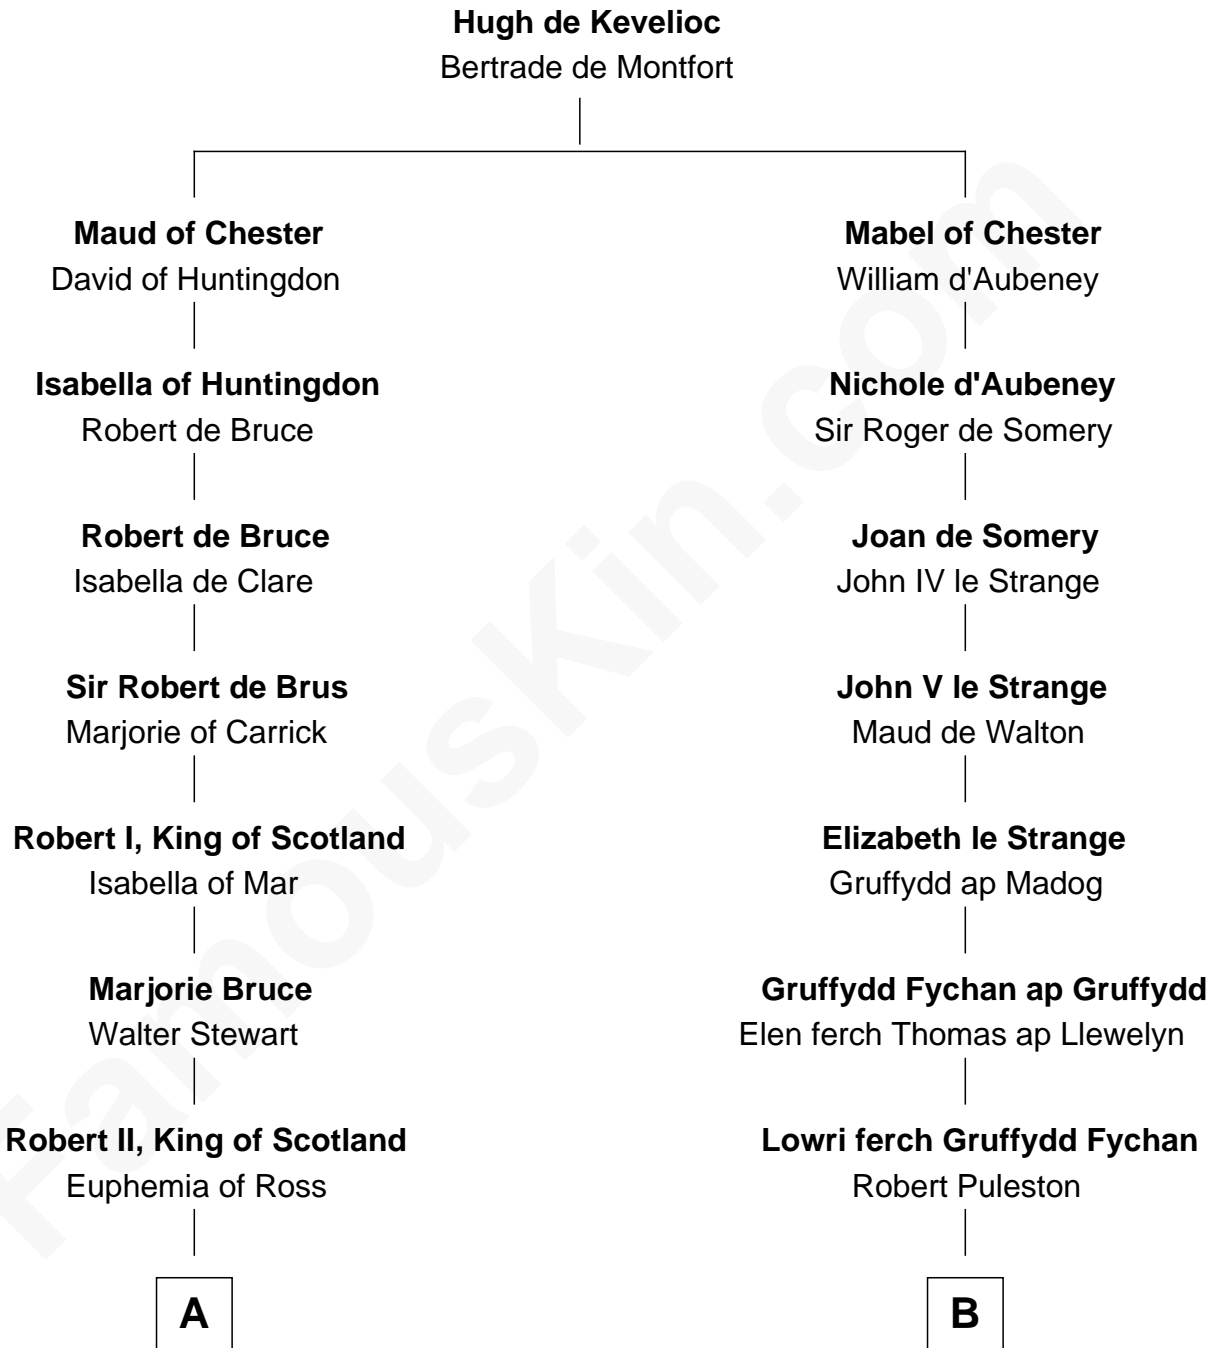 Hugh de Kevelioc
Bertrade de Montfort
Maud of Chester
David of Huntingdon
Mabel of Chester
William d'Aubeney
Isabella of Huntingdon
Robert de Bruce
Nichole d'Aubeney
Sir Roger de Somery
Robert de Bruce
Isabella de Clare
Joan de Somery
John IV le Strange
Sir Robert de Brus
Marjorie of Carrick
John V le Strange
Maud de Walton
Robert I, King of Scotland
Isabella of Mar
Elizabeth le Strange
Gruffydd ap Madog
Marjorie Bruce
Walter Stewart
Gruffydd Fychan ap Gruffydd
Elen ferch Thomas ap Llewelyn
Robert II, King of Scotland
Euphemia of Ross
Lowri ferch Gruffydd Fychan
Robert Puleston
A
B
FamousKin.com